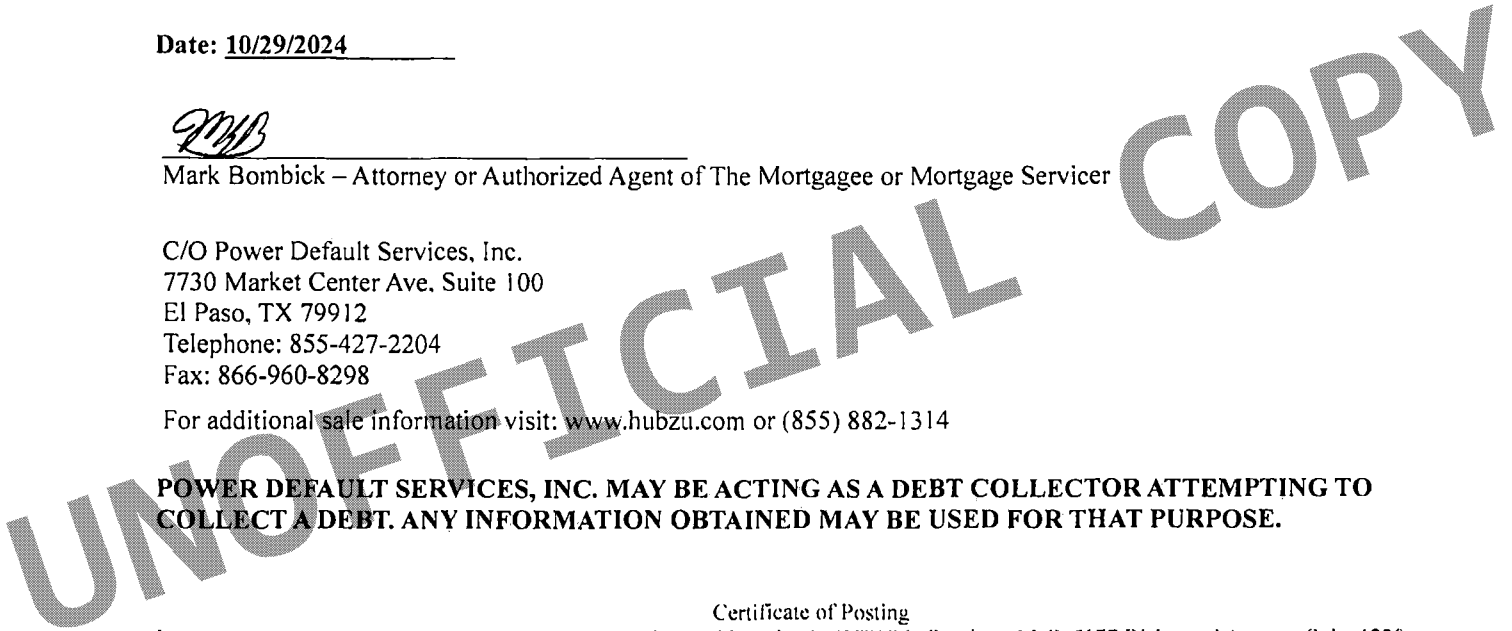 Date: 10/29/2024
Mark Bombick – Attorney or Authorized Agent of The Mortgagee or Mortgage Servicer
C/O Power Default Services, Inc.
7730 Market Center Ave, Suite 100
El Paso, TX 79912
Telephone: 855-427-2204
Fax: 866-960-8298
For additional sale information visit: www.hubzu.com or (855) 882-1314
POWER DEFAULT SERVICES, INC. MAY BE ACTING AS A DEBT COLLECTOR ATTEMPTING TO
COLLECT A DEBT. ANY INFORMATION OBTAINED MAY BE USED FOR THAT PURPOSE.
UNOFFICIAL COPY
Certificate of Posting